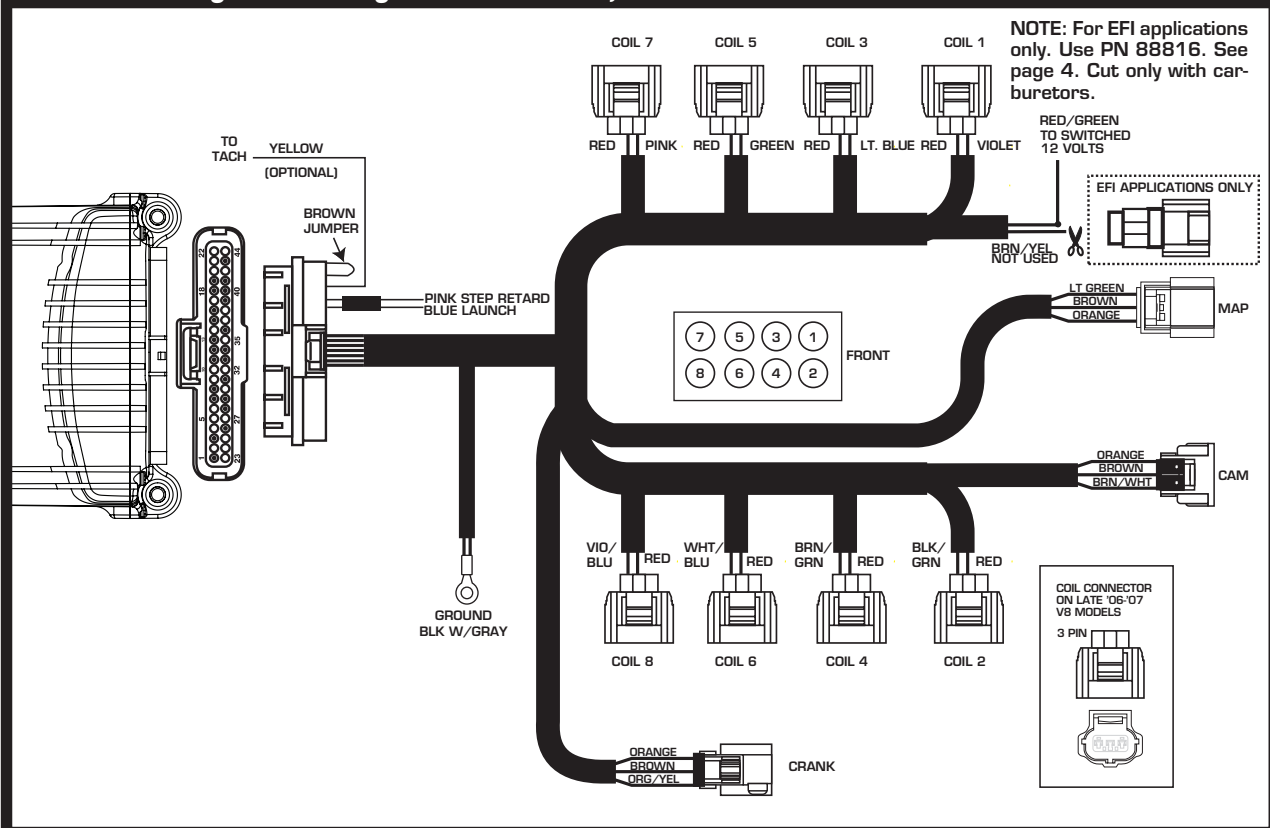 COIL 7
COIL 5
COIL 3
COIL 1
NOTE: For EFI applications
only. Use PN 88816. See
page 4. Cut only with car-
buretors.
RED/GREEN
TO SWITCHED
12 VOLTS
TO
TACH
YELLOW
(OPTIONAL)
RED
PINK
RED
GREEN
RED
LT. BLUE
RED
VIOLET
EFI APPLICATIONS ONLY
BROWN
JUMPER
BRN/YEL
NOT USED
22
44
18
40
35
32
5
27
1
23
PINK STEP RETARD
BLUE LAUNCH
LT GREEN
BROWN
ORANGE
MAP
7
5
3
1
8
6
4
2
FRONT
ORANGE
BROWN
BRN/WHT
CAM
VIO/
BLU
RED
WHT/
BLU
RED
BRN/
GRN
RED
BLK/
GRN
RED
GROUND
BLK W/GRAY
COIL 8
COIL 6
COIL 4
COIL 2
COIL CONNECTOR
ON LATE '06-'07
V8 MODELS
3 PIN
ORANGE
BROWN
ORG/YEL
CRANK